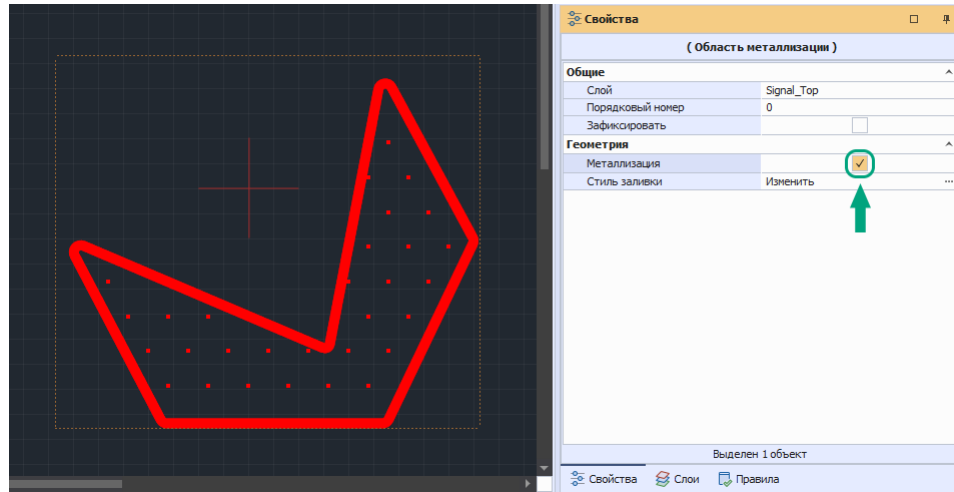 Свойства
( Область металлизации )
Общие
Слой Signal_Top
Порядковый номер 0
Зафиксировать
Геометрия
Металлизация
Стиль заливки Изменить ...
Выделен 1 объект
Свойства Слои Правила